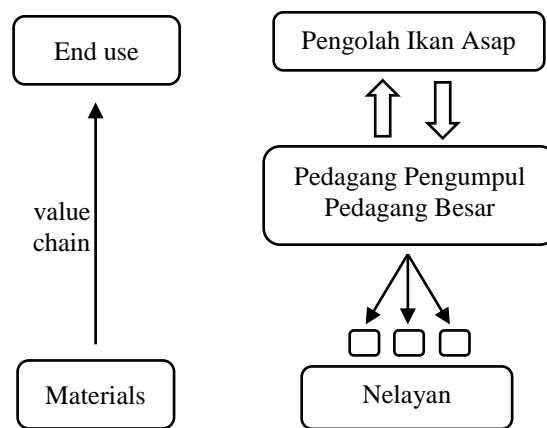 End use
value
chain
Materials
Pengolah Ikan Asap
Pedagang Pengumpul
Pedagang Besar
Nelayan